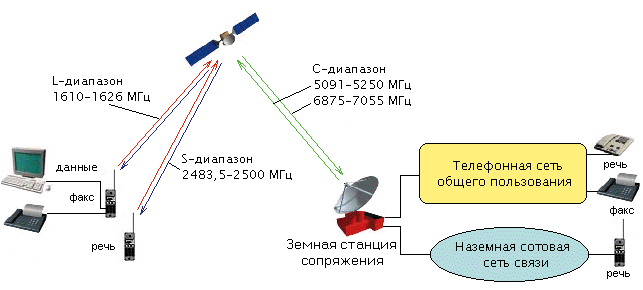 L-диапазон
1610-1626 МГц
C-диапазон
5091-5250 МГц
6875-7055 МГц
S-диапазон
2483,5-2500 МГц
данные
факс
речь
Земная станция
сопряжения
Телефонная сеть
общего пользования
речь
факс
Наземная сотовая
сеть связи
речь